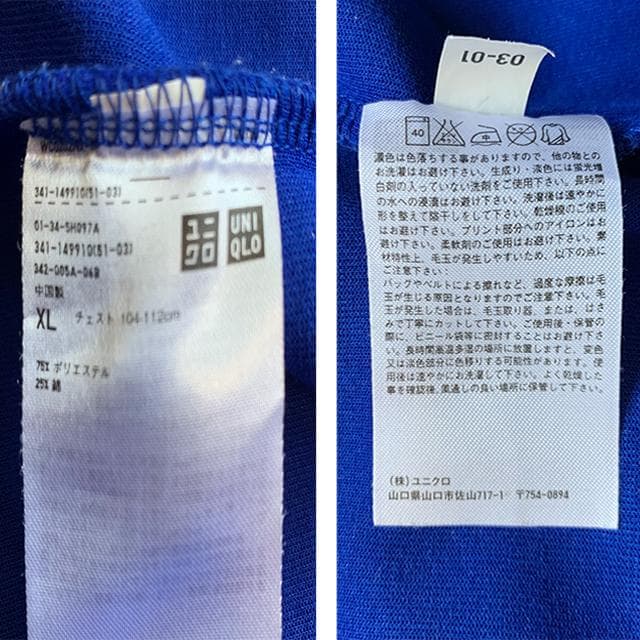 341-149910(51-03)
01-34-5H097A
341-149910(51-03)
342-005A-06B
中国製
XL チェスト 104-112cm
75% ポリエステル
25% 綿
ユニクロ
UNI
QLO
03-01
40
中
濃色は色落ちする事がありますので、他の物との
お洗濯はお避け下さい。生成り・淡色には蛍光増
白剤の入っていない洗剤をご使用下さい。長時間
の水への浸漬はお避け下さい。洗濯後は速やかに
形を整えて陰干しをして下さい。乾燥機のご使用
はお避け下さい。プリント部分へのアイロンはお
避け下さい。柔軟剤のご使用はお避け下さい。素
材特性上、毛玉が発生しやすいため、以下の点に
ご注意下さい:
バッグやベルトによる擦れなど、過度な摩擦は毛
玉が生じる原因となりますのでご注意下さい。毛
玉が発生した場合は、毛玉取り器、または、はさ
みで丁寧にカットして下さい。ご使用後・保管の
際に、ビニール袋等に密封することはお避け下さ
い。長時間高温多湿の場所に放置しますと、変色
又は淡色部分に色移りする可能性があります。使
用後は速やかにお洗濯して下さい。よく乾燥した
事を確認後、風通しの良い場所に保管して下さい。
(株)ユニクロ
山口県山口市佐山717-1 〒754-0894